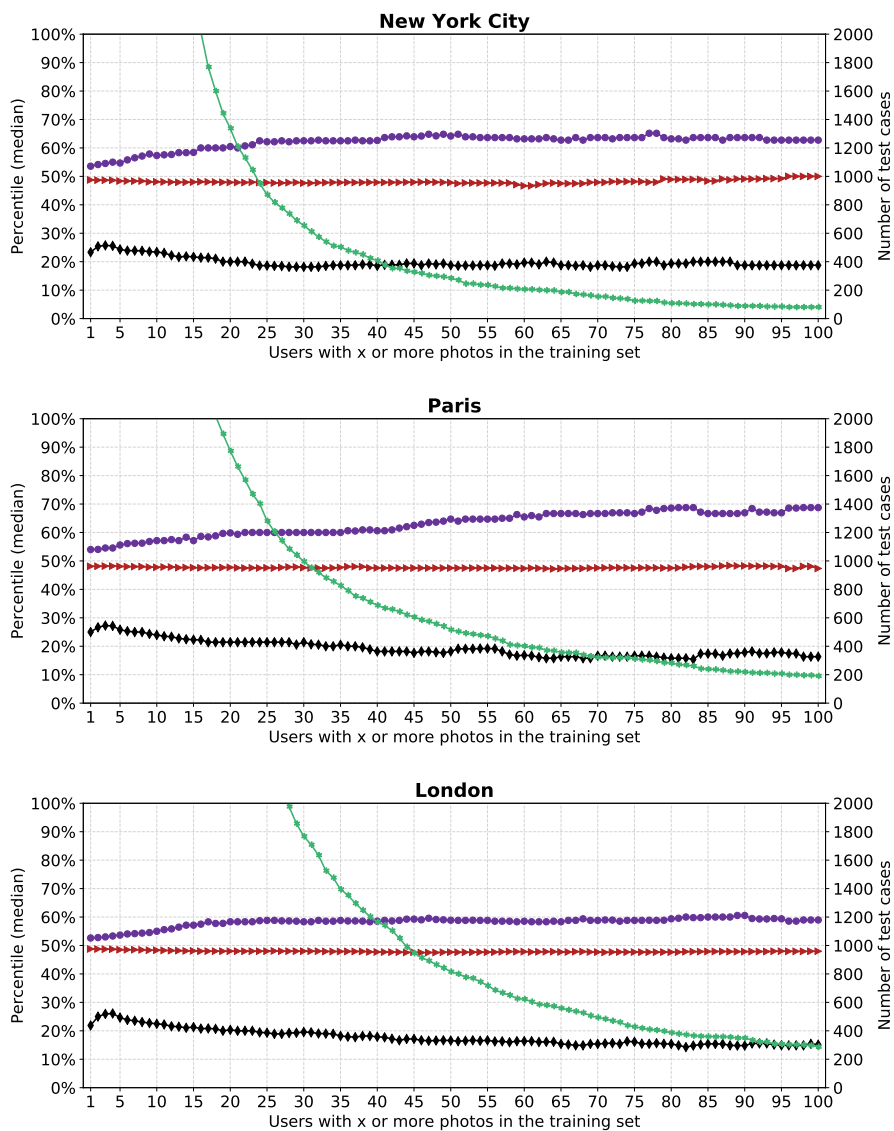 New York City
100% 2000
90% 1800
80% 1600
70% 1400
60% 1200
50% 1000
40% 800
30% 600
20% 400
10% 200
0% 0
Percentile (median)
Number of test cases
1 5 10 15 20 25 30 35 40 45 50 55 60 65 70 75 80 85 90 95 100
Users with x or more photos in the training set
Paris
100% 2000
90% 1800
80% 1600
70% 1400
60% 1200
50% 1000
40% 800
30% 600
20% 400
10% 200
0% 0
Percentile (median)
Number of test cases
1 5 10 15 20 25 30 35 40 45 50 55 60 65 70 75 80 85 90 95 100
Users with x or more photos in the training set
London
100% 2000
90% 1800
80% 1600
70% 1400
60% 1200
50% 1000
40% 800
30% 600
20% 400
10% 200
0% 0
Percentile (median)
Number of test cases
1 5 10 15 20 25 30 35 40 45 50 55 60 65 70 75 80 85 90 95 100
Users with x or more photos in the training set